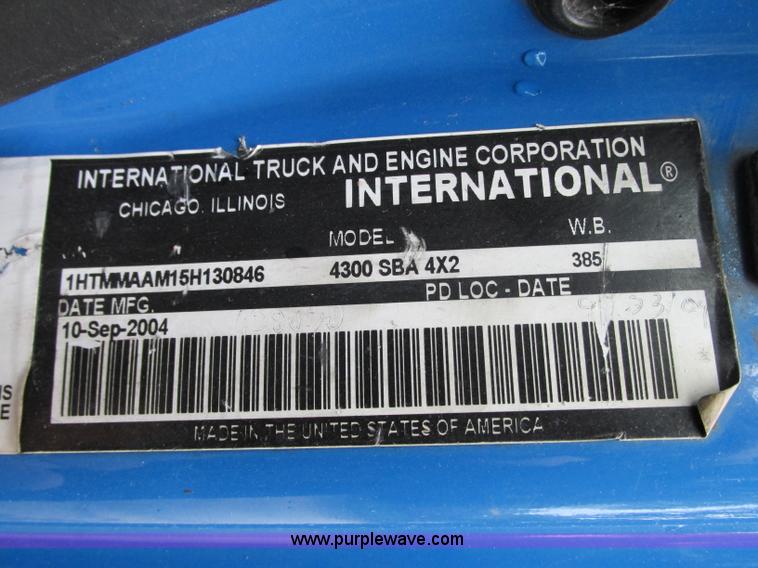 INTERNATIONAL TRUCK AND ENGINE CORPORATION
CHICAGO, ILLINOIS INTERNATIONAL®
MODEL W.B.
1HTMMAAM15H130846 4300 SBA 4X2 385
DATE MFG. PD LOC - DATE
10-Sep-2004
MADE IN THE UNITED STATES OF AMERICA
www.purplewave.com